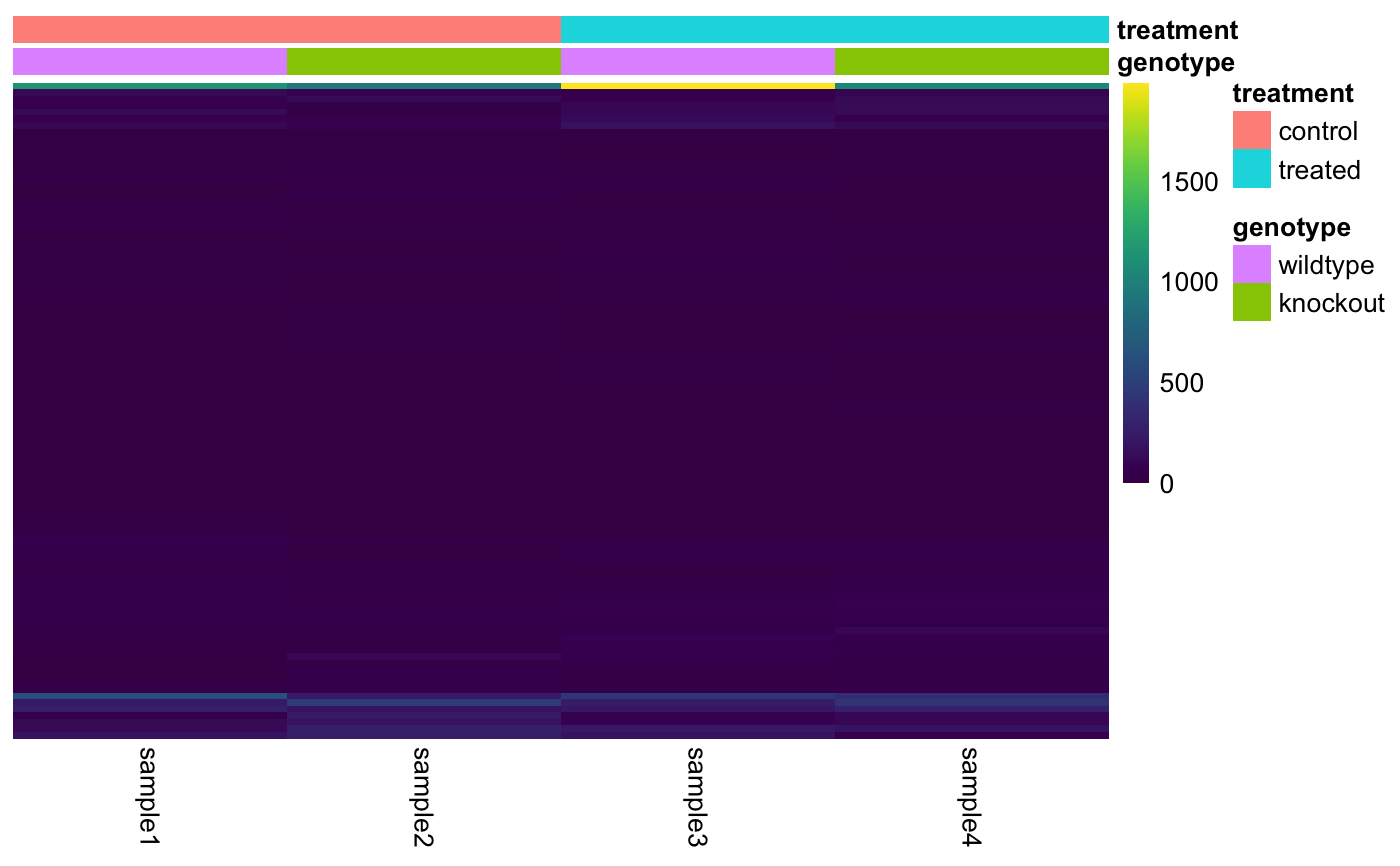 treatment
genotype
treatment
control
treated
1500
genotype
wildtype
1000
knockout
500
0
sample1
sample2
sample3
sample4